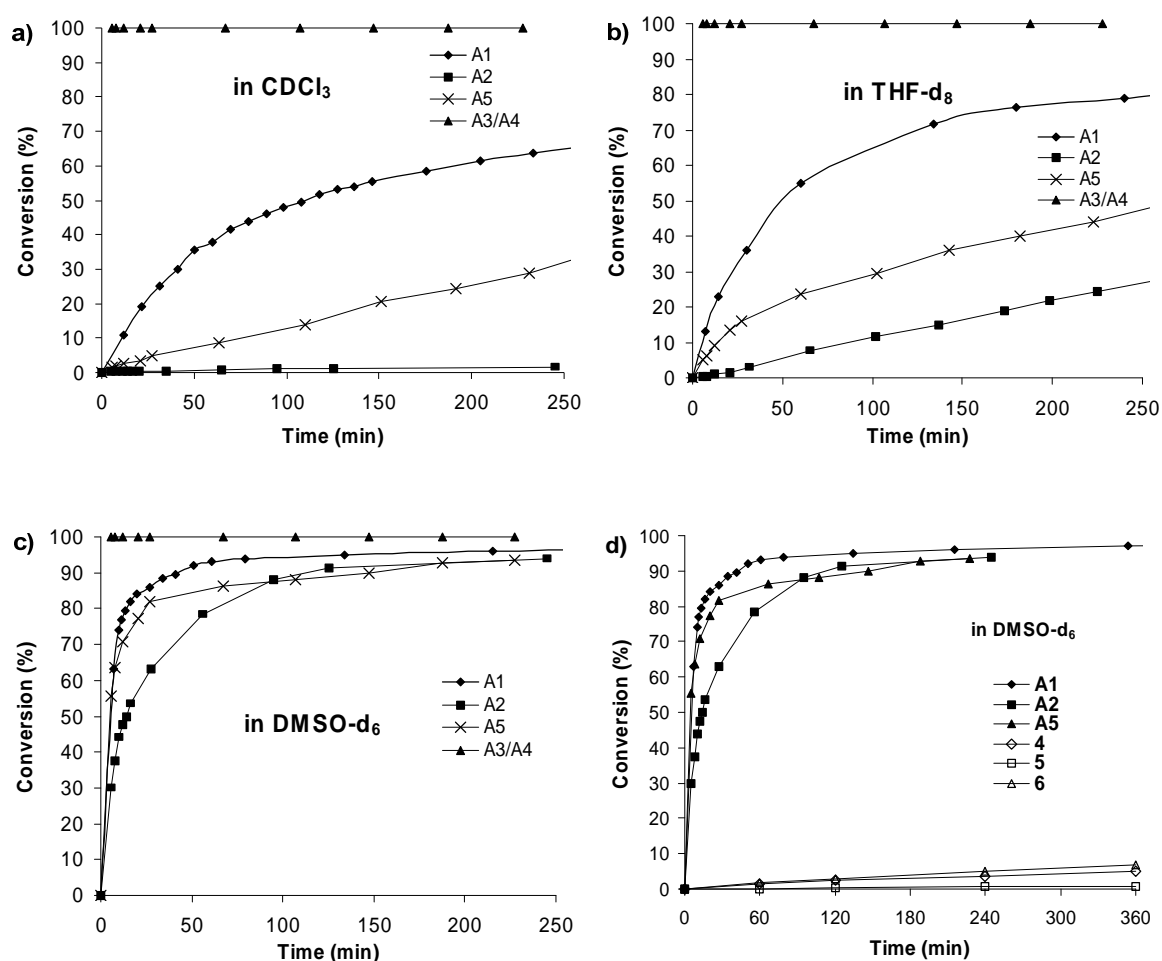 a)
in CDCl3
A1
A2
A5
A3/A4
Conversion (%)
100
90
80
70
60
50
40
30
20
10
0
0 50 100 150 200 250
Time (min)
b)
in THF-d8
A1
A2
A5
A3/A4
Conversion (%)
100
90
80
70
60
50
40
30
20
10
0
0 50 100 150 200 250
Time (min)
c)
in DMSO-d6
A1
A2
A5
A3/A4
Conversion (%)
100
90
80
70
60
50
40
30
20
10
0
0 50 100 150 200 250
Time (min)
d)
in DMSO-d6
A1
A2
A5
4
5
6
Conversion (%)
100
90
80
70
60
50
40
30
20
10
0
0 60 120 180 240 300 360
Time (min)